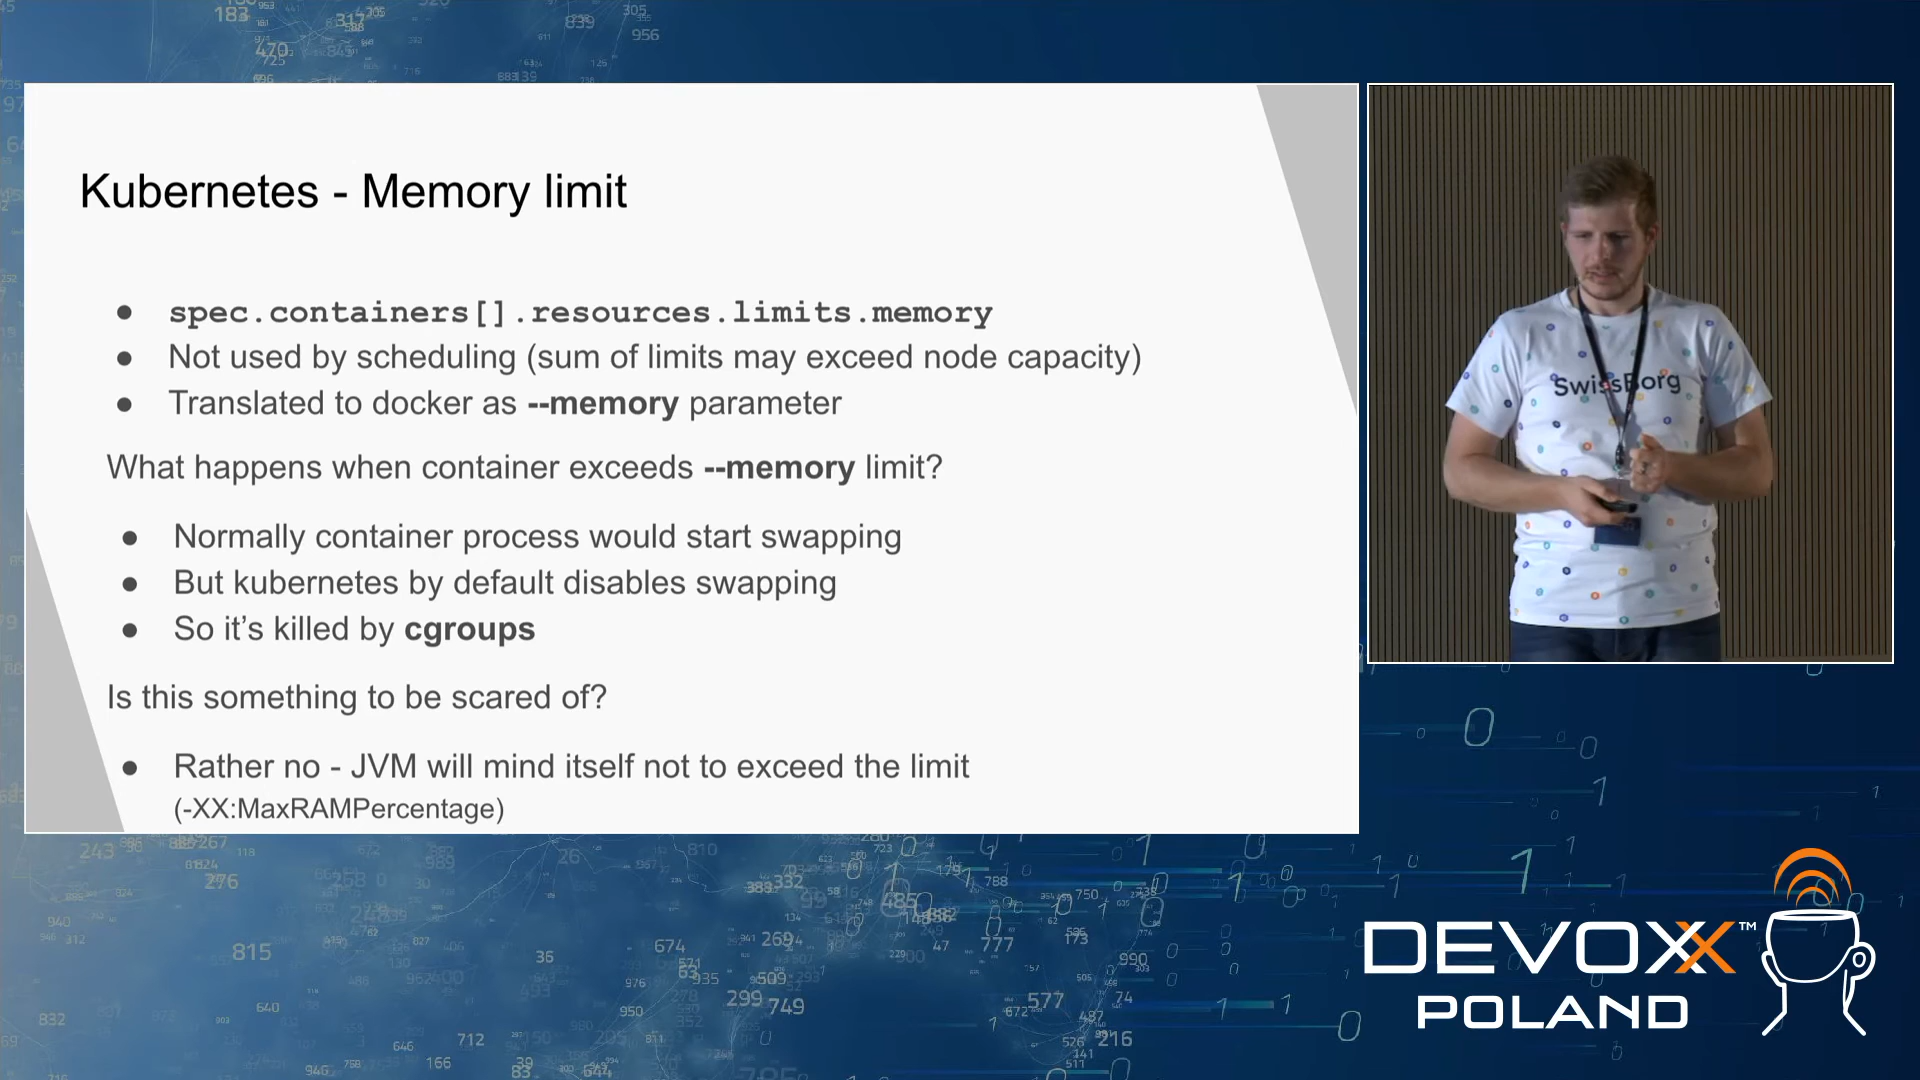 Kubernetes - Memory limit
● spec.containers[].resources.limits.memory
● Not used by scheduling (sum of limits may exceed node capacity)
● Translated to docker as --memory parameter
What happens when container exceeds --memory limit?
● Normally container process would start swapping
● But kubernetes by default disables swapping
● So it’s killed by cgroups
Is this something to be scared of?
● Rather no - JVM will mind itself not to exceed the limit
(-XX:MaxRAMPercentage)
SwissBorg
DEVOXX™
POLAND